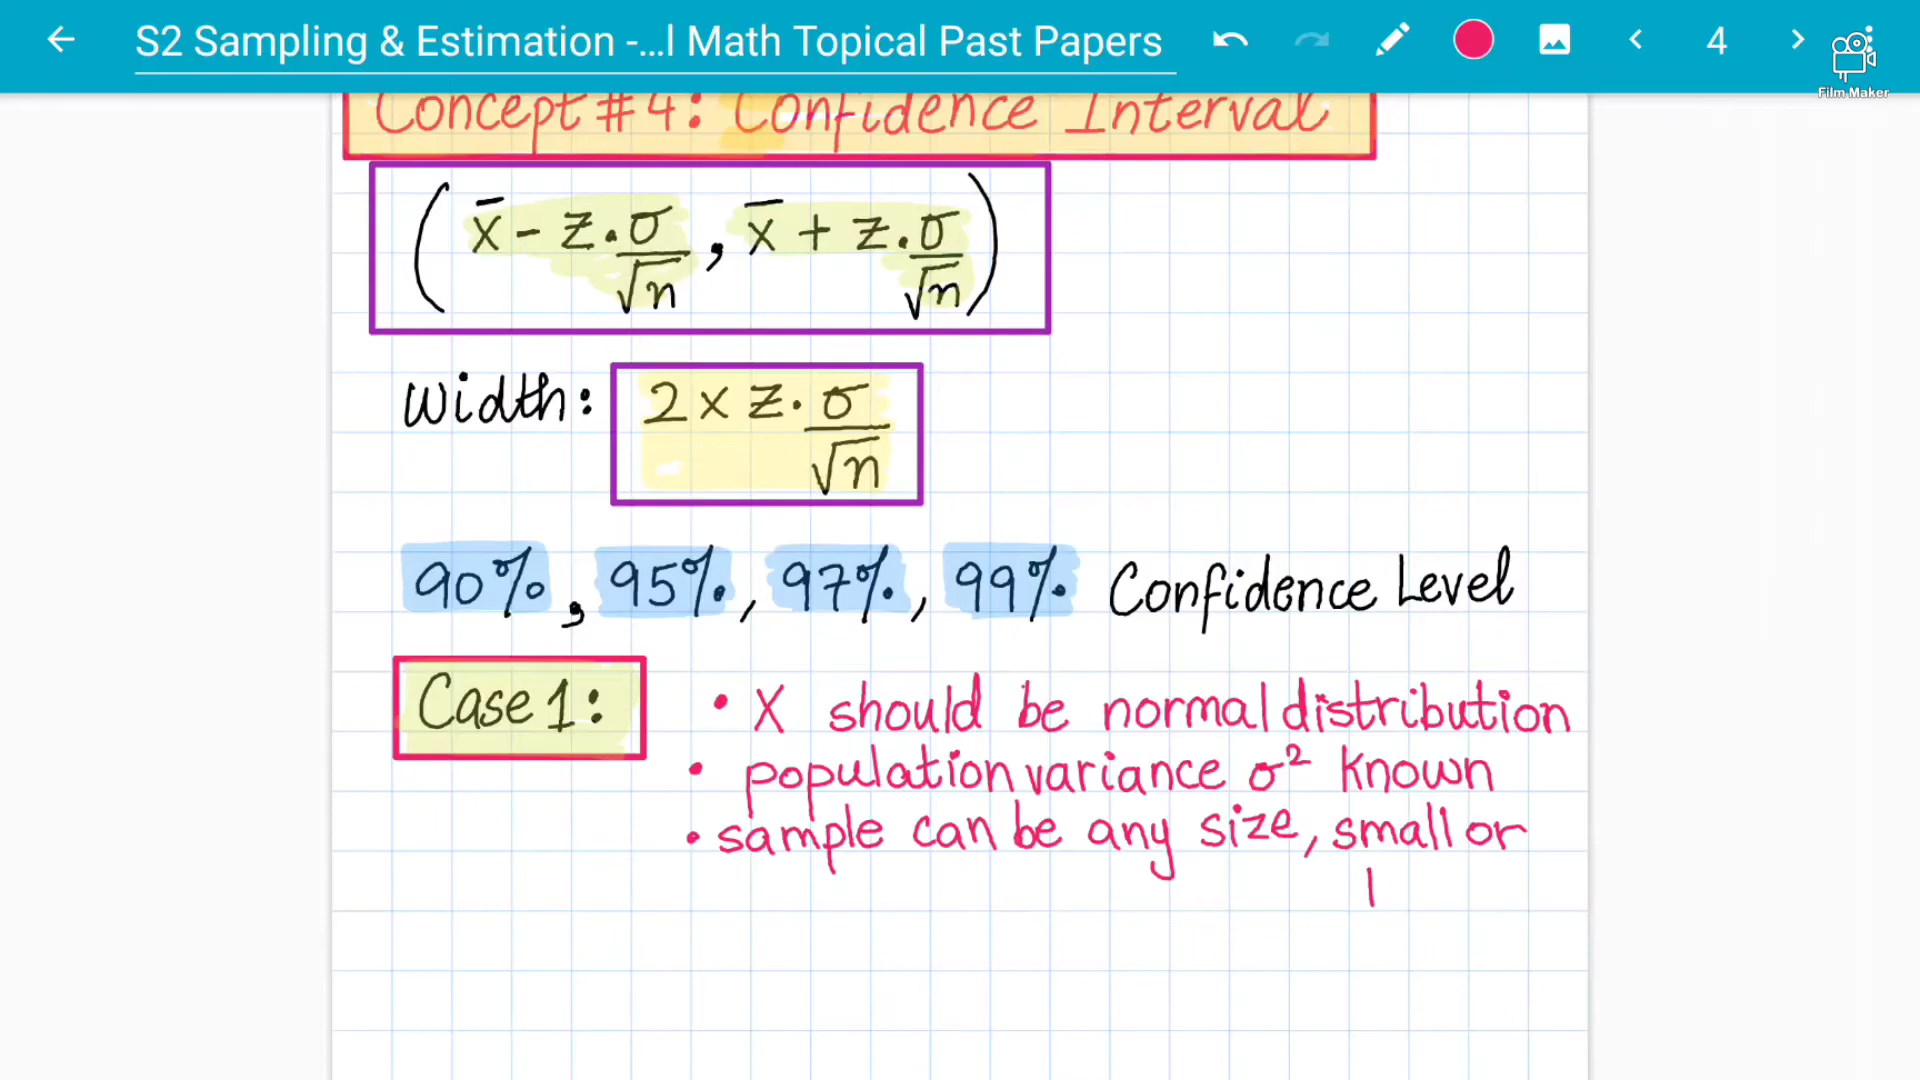 S2 Sampling & Estimation -...l Math Topical Past Papers
4
Film Maker
Concept #4: Confidence Interval
(x̄ - z.σ/√n, x̄ + z.σ/√n)
Width: 2 x z.σ/√n
90%, 95%, 97%, 99% Confidence Level
Case 1: • X should be normal distribution
• population variance σ² known
• sample can be any size, small or
l